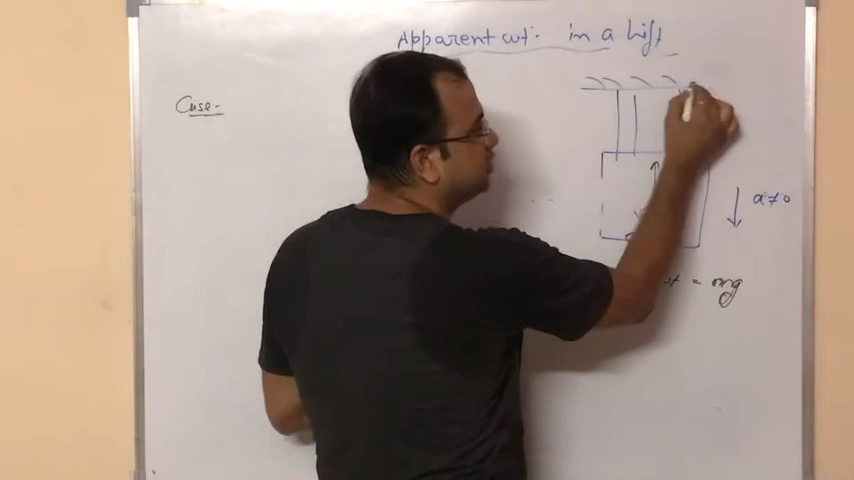 Apparent wt. in a Lift
Case-
a ≠ 0
= mg